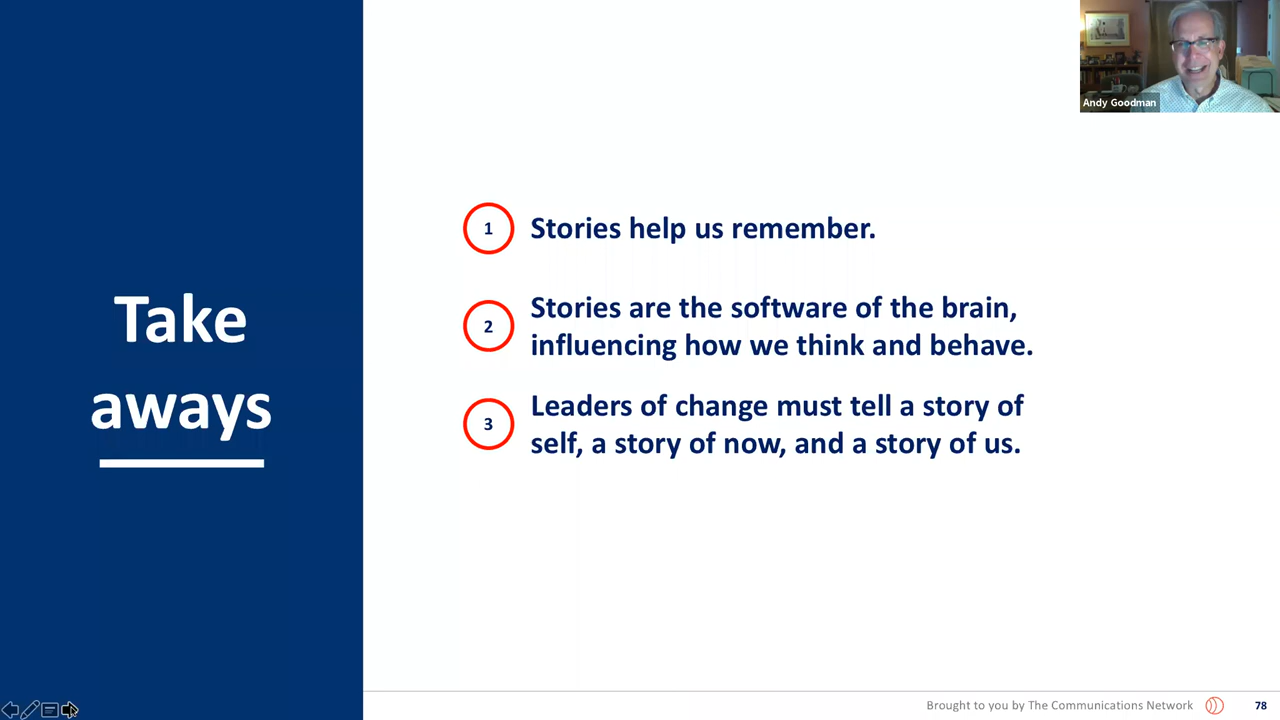 Take
aways
1
Stories help us remember.
2
Stories are the software of the brain,
influencing how we think and behave.
3
Leaders of change must tell a story of
self, a story of now, and a story of us.
Andy Goodman
Brought to you by The Communications Network
78